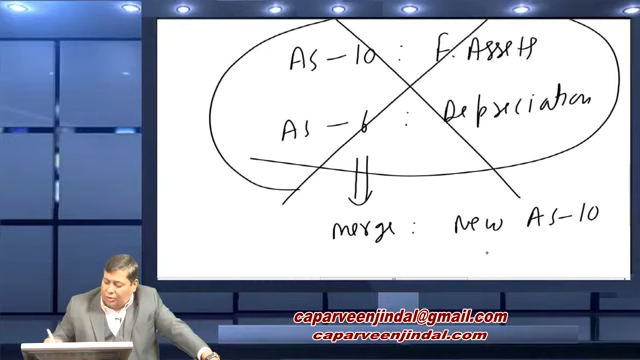 AS-10 : F. Assets
AS - 6 : Depreciation
merge : New AS-10
caparveenjindal@gmail.com
caparveenjindal.com